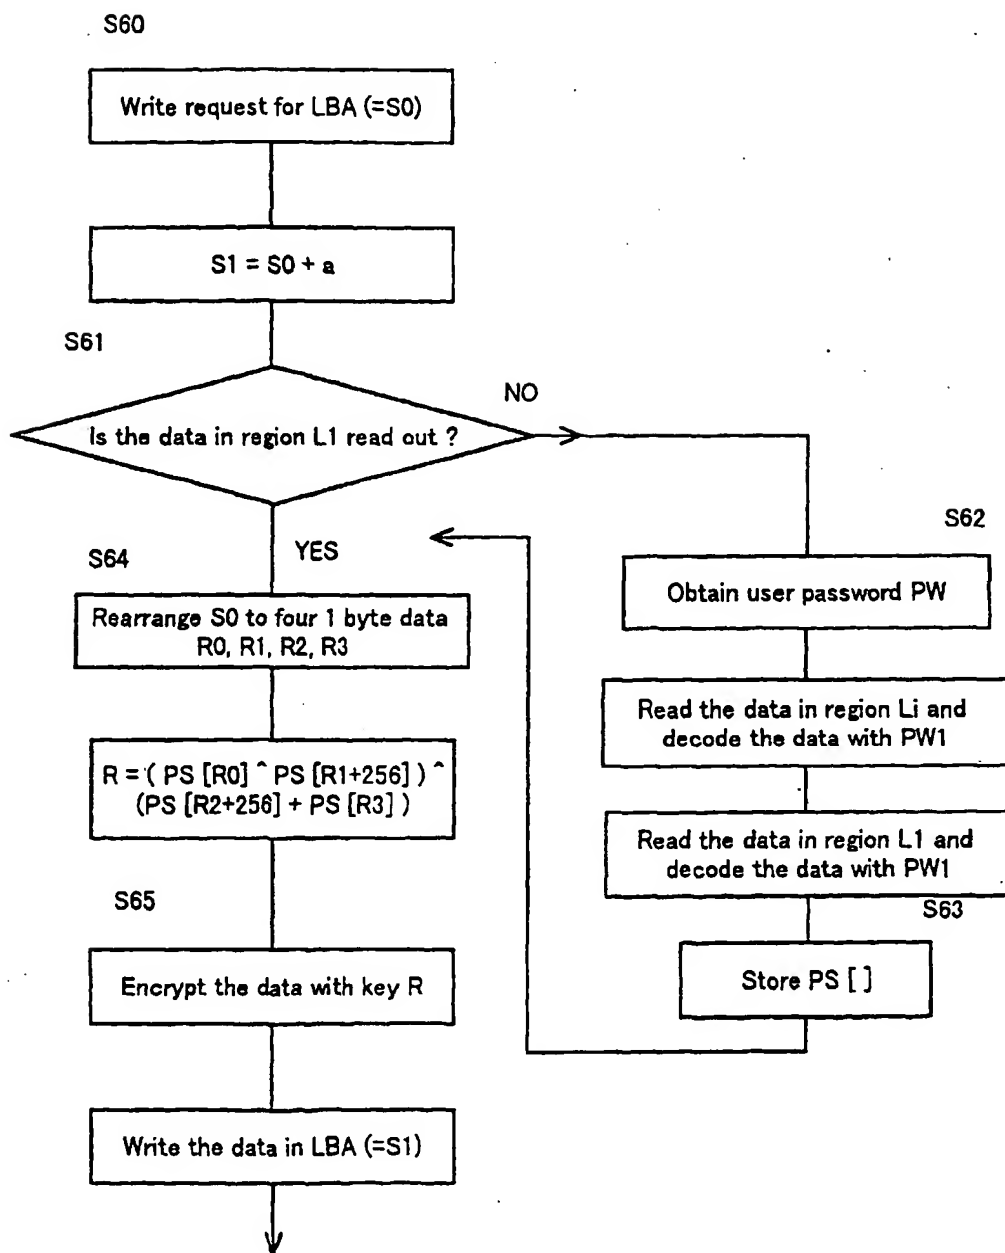 S60
Write request for LBA (=S0)
S1 = S0 + a
S61
Is the data in region L1 read out ?
NO
YES
S62
Obtain user password PW
Read the data in region Li and
decode the data with PW1
Read the data in region L1 and
decode the data with PW1
S63
Store PS [ ]
S64
Rearrange S0 to four 1 byte data
R0, R1, R2, R3
R = ( PS [R0] ^ PS [R1+256] ) ^
(PS [R2+256] + PS [R3] )
S65
Encrypt the data with key R
Write the data in LBA (=S1)